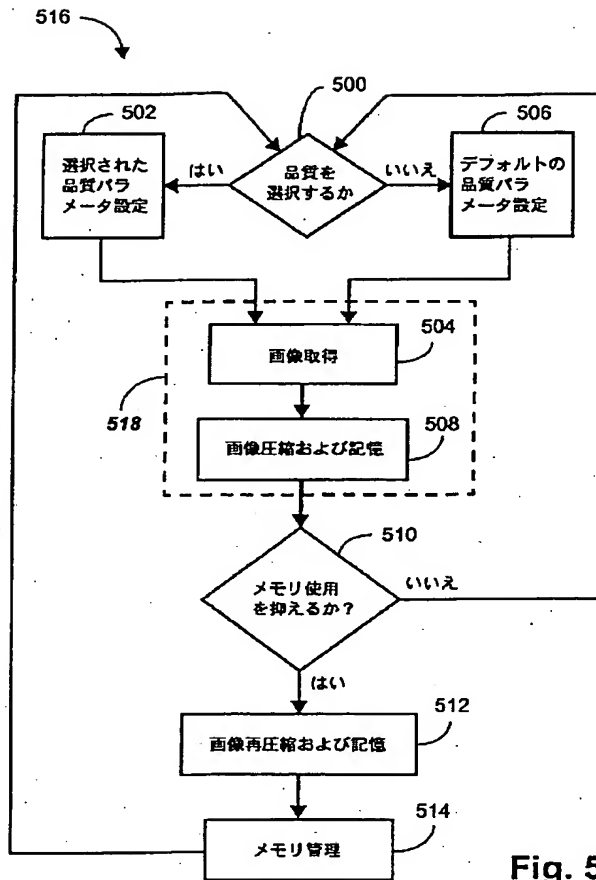 516
500
502
506
選択された
品質パラ
メータ設定
はい
品質を
選択するか
いいえ
デフォルトの
品質パラ
メータ設定
504
画像取得
518
508
画像圧縮および記憶
510
メモリ使用
を抑えるか？
いいえ
はい
512
画像再圧縮および記憶
514
メモリ管理
Fig. 5